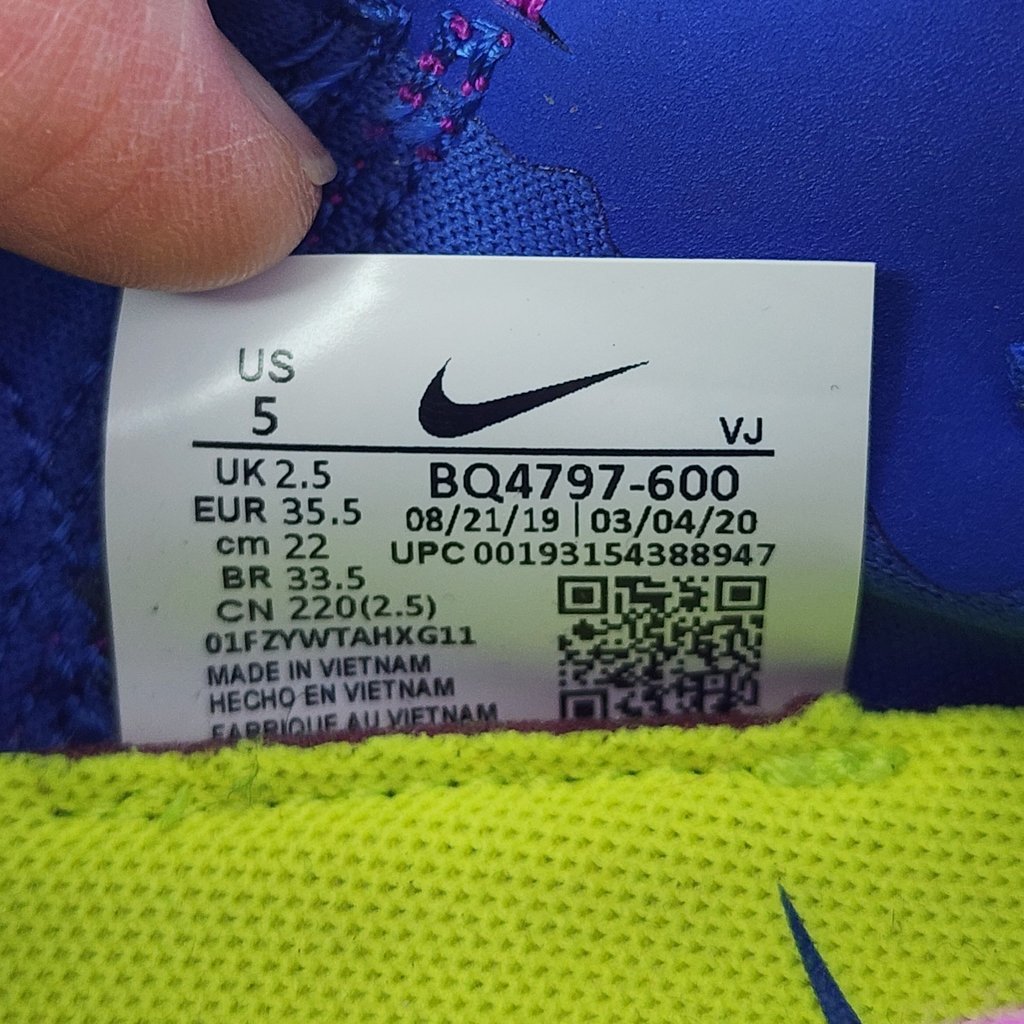 US
5
VJ
UK 2.5
BQ4797-600
EUR 35.5
08/21/19 | 03/04/20
cm 22
UPC 00193154388947
BR 33.5
CN 220(2.5)
01FZYWTAHXG11
MADE IN VIETNAM
HECHO EN VIETNAM
FABRIQUE AU VIETNAM